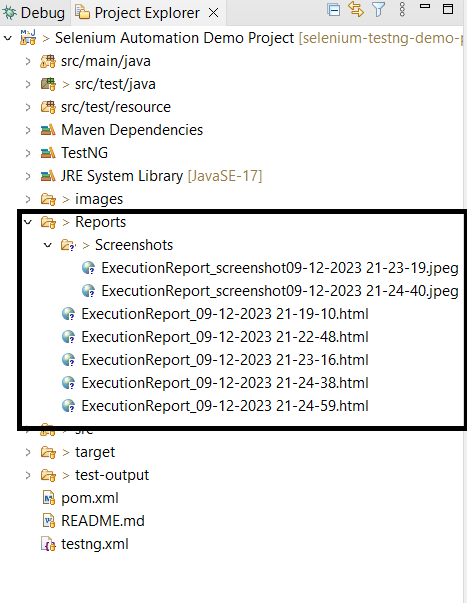 Debug Project Explorer
> Selenium Automation Demo Project [selenium-testng-demo-p
src/main/java
> src/test/java
src/test/resource
Maven Dependencies
TestNG
JRE System Library [JavaSE-17]
> images
> Reports
> Screenshots
ExecutionReport_screenshot09-12-2023 21-23-19.jpeg
ExecutionReport_screenshot09-12-2023 21-24-40.jpeg
ExecutionReport_09-12-2023 21-19-10.html
ExecutionReport_09-12-2023 21-22-48.html
ExecutionReport_09-12-2023 21-23-16.html
ExecutionReport_09-12-2023 21-24-38.html
ExecutionReport_09-12-2023 21-24-59.html
> src
> target
> test-output
pom.xml
README.md
testng.xml